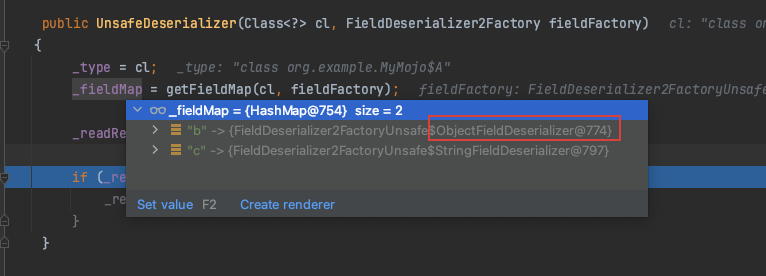 public UnsafeDeserializer(Class<?> cl, FieldDeserializer2Factory fieldFactory) cl: "class o
{
_type = cl; _type: "class org.example.MyMojo$A"
_fieldMap = getFieldMap(cl, fieldFactory); fieldFactory: FieldDeserializer2FactoryUnsafe
_fieldMap = {HashMap@754} size = 2
"b" -> {FieldDeserializer2FactoryUnsafe$ObjectFieldDeserializer@774}
_readRe
"c" -> {FieldDeserializer2FactoryUnsafe$StringFieldDeserializer@797}
if (_re
_re
Set value F2 Create renderer
}
}